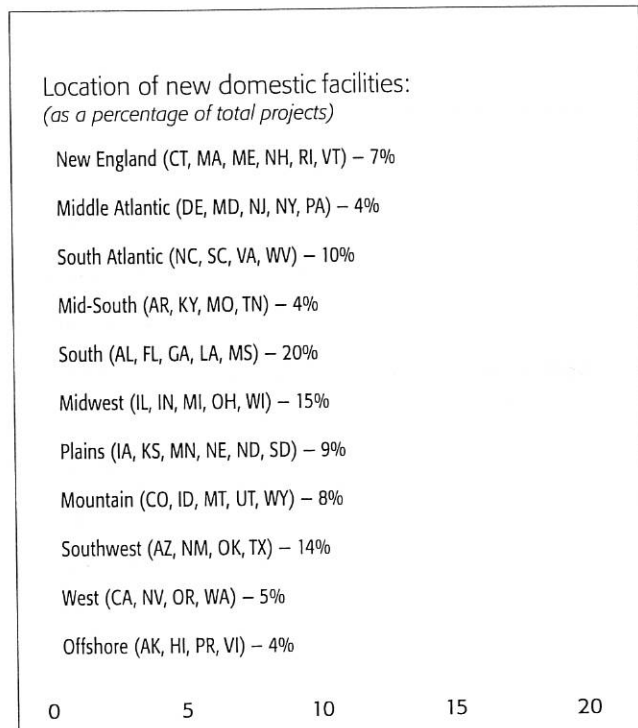 Location of new domestic facilities:
(as a percentage of total projects)
New England (CT, MA, ME, NH, RI, VT) – 7%
Middle Atlantic (DE, MD, NJ, NY, PA) – 4%
South Atlantic (NC, SC, VA, WV) – 10%
Mid-South (AR, KY, MO, TN) – 4%
South (AL, FL, GA, LA, MS) – 20%
Midwest (IL, IN, MI, OH, WI) – 15%
Plains (IA, KS, MN, NE, ND, SD) – 9%
Mountain (CO, ID, MT, UT, WY) – 8%
Southwest (AZ, NM, OK, TX) – 14%
West (CA, NV, OR, WA) – 5%
Offshore (AK, HI, PR, VI) – 4%
0 5 10 15 20